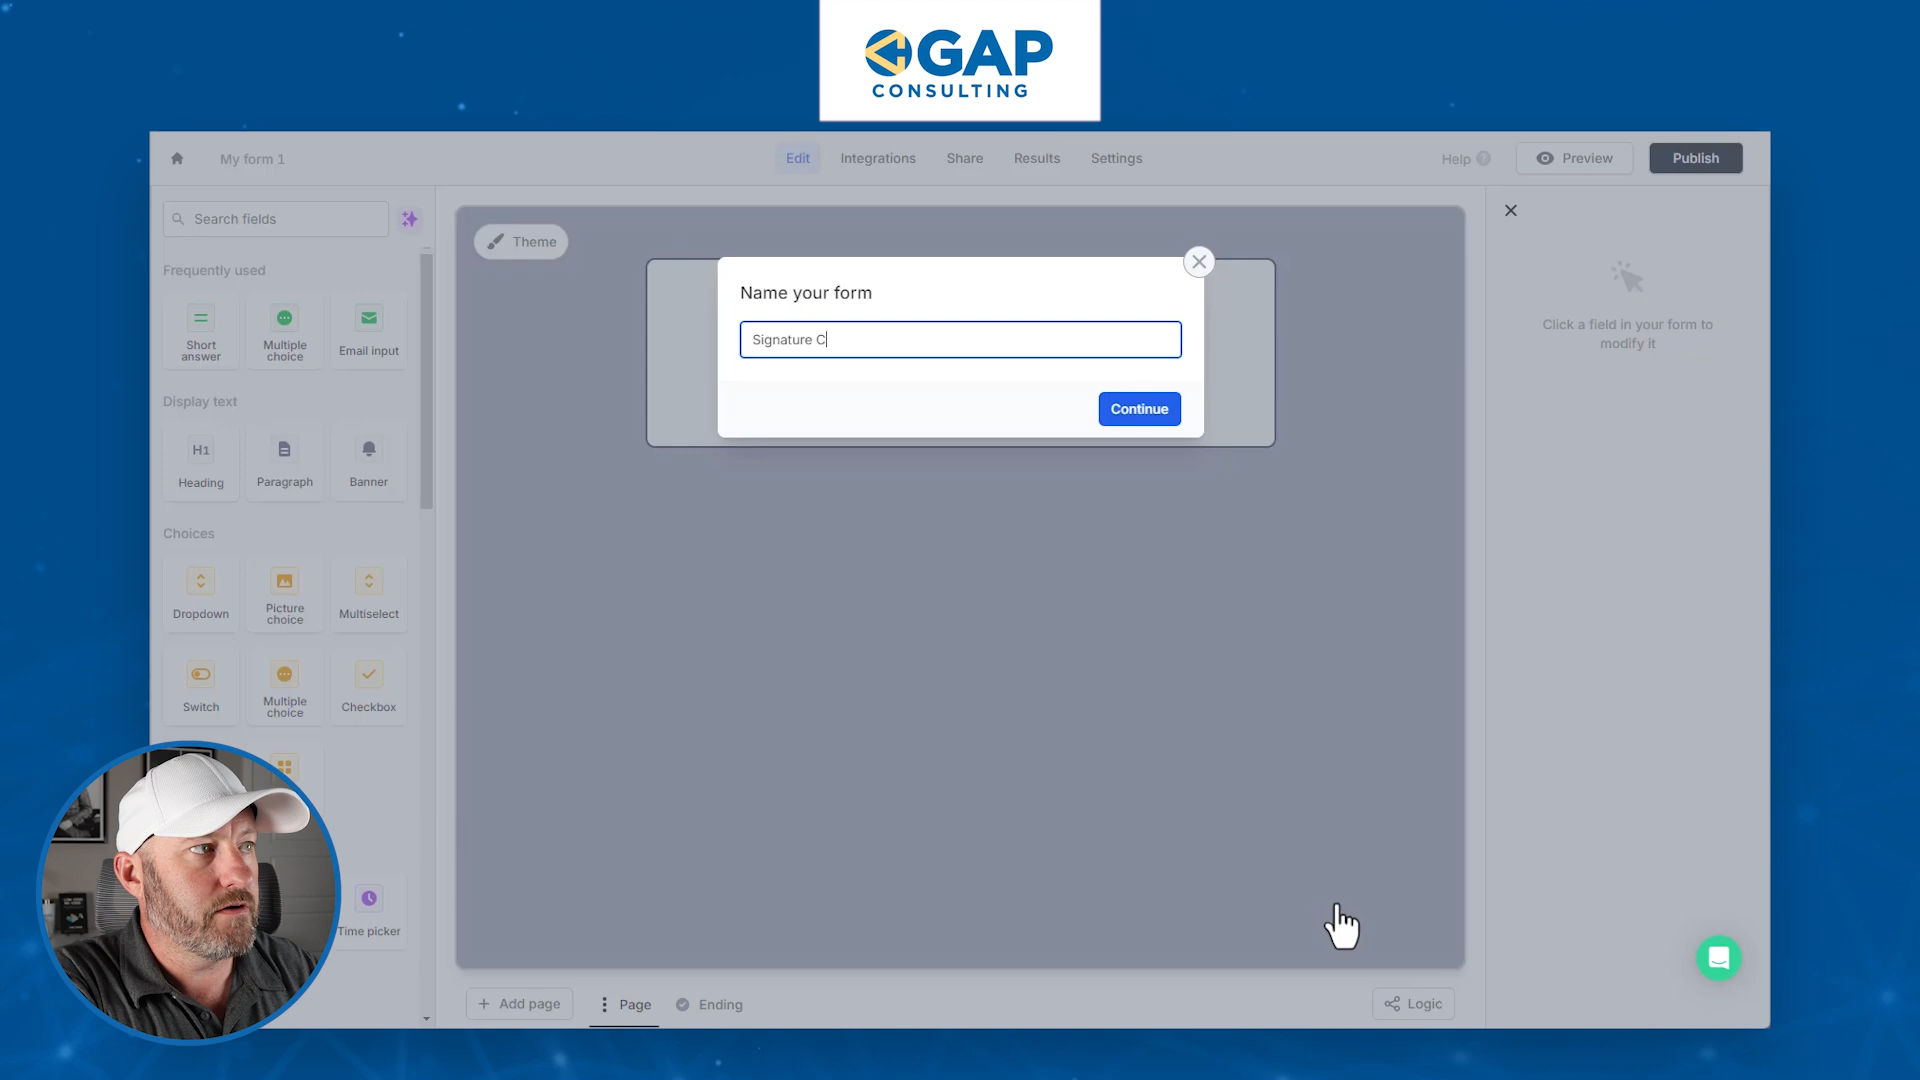 GAP
CONSULTING
My form 1
Edit
Integrations
Share
Results
Settings
Help
Preview
Publish
Search fields
Theme
Name your form
Signature C
Continue
Click a field in your form to
modify it
Frequently used
Short
answer
Multiple
choice
Email input
Display text
H1
Heading
Paragraph
Banner
Choices
Dropdown
Picture
choice
Multiselect
Switch
Multiple
choice
Checkbox
Time picker
Add page
Page
Ending
Logic